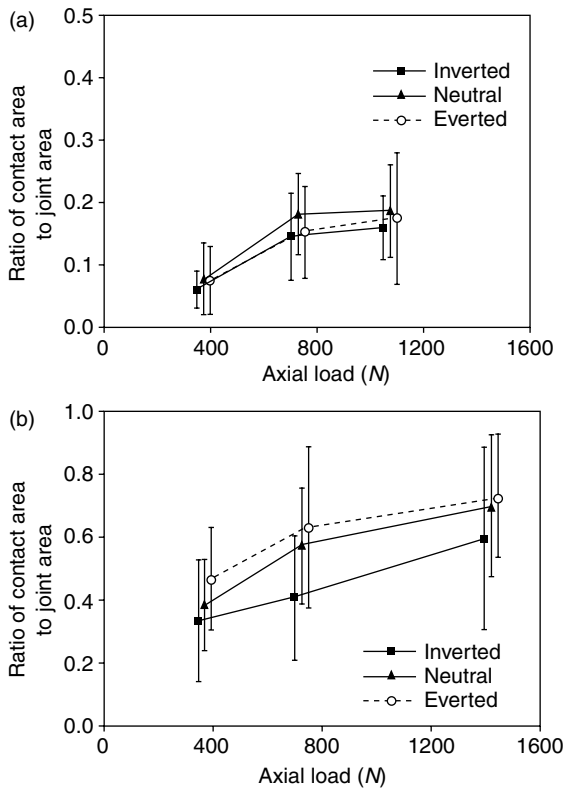 (a)
0.5
0.4
0.3
0.2
0.1
0.0
Ratio of contact area
to joint area
Inverted
Neutral
Everted
0 400 800 1200 1600
Axial load (N)
(b)
1.0
0.8
0.6
0.4
0.2
0.0
Ratio of contact area
to joint area
Inverted
Neutral
Everted
0 400 800 1200 1600
Axial load (N)